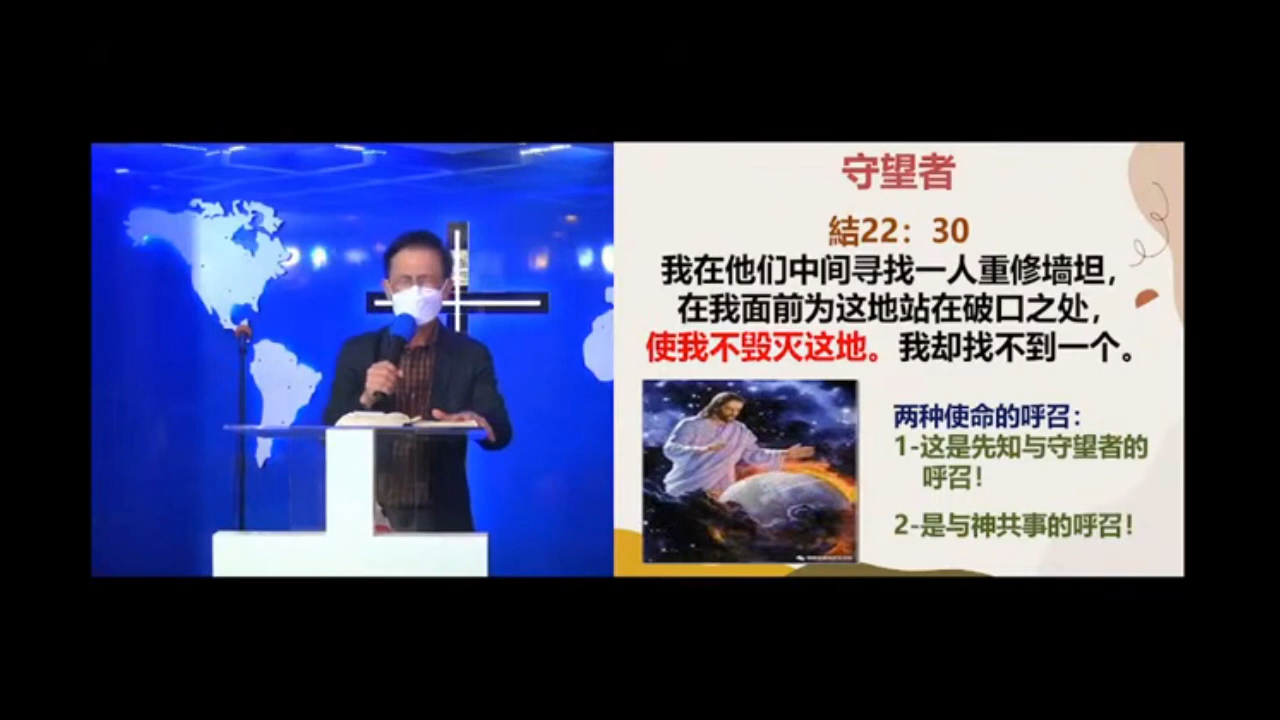 守望者
結22：30
我在他们中间寻找一人重修墙坦，
在我面前为这地站在破口之处，
使我不毁灭这地。我却找不到一个。
两种使命的呼召：
1-这是先知与守望者的
呼召！
2-是与神共事的呼召！